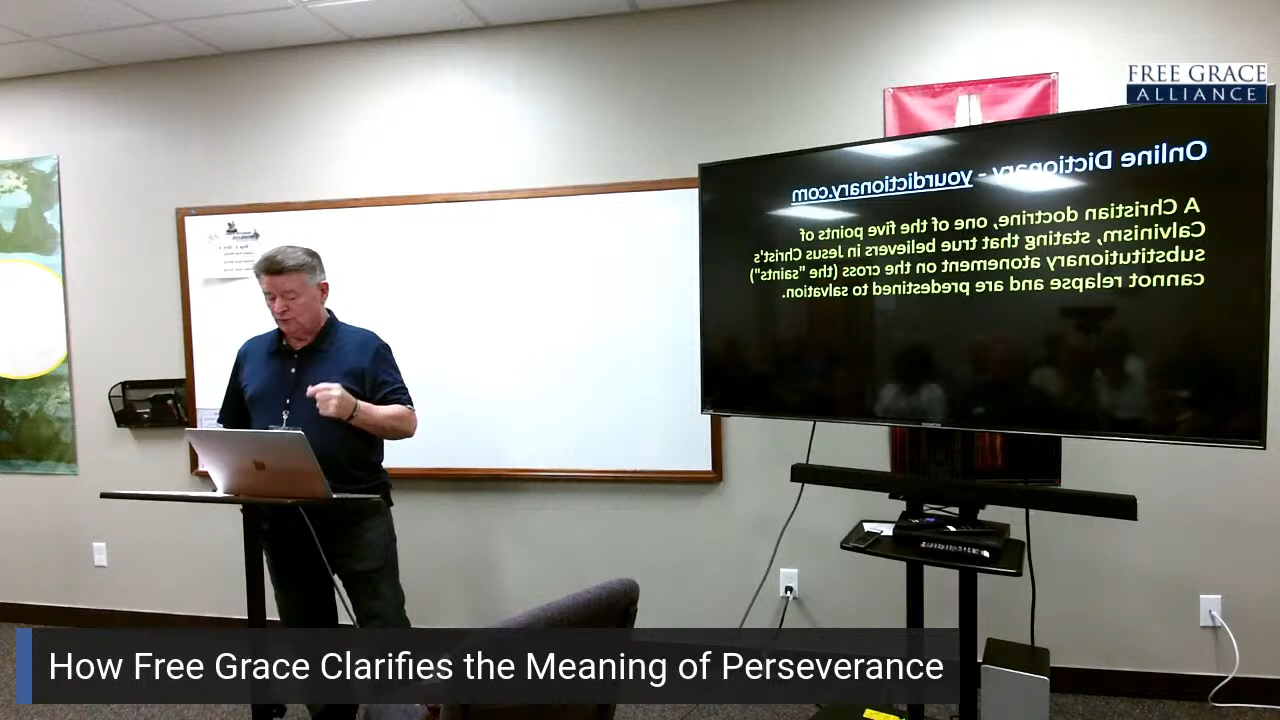 FREE GRACE
ALLIANCE
Online Dictionary - yourdictionary.com
A Christian doctrine, one of the five points of
Calvinism, stating that true believers in Jesus Christ's
substitutionary atonement on the cross (the "saints")
cannot relapse and are predestined to salvation.
How Free Grace Clarifies the Meaning of Perseverance